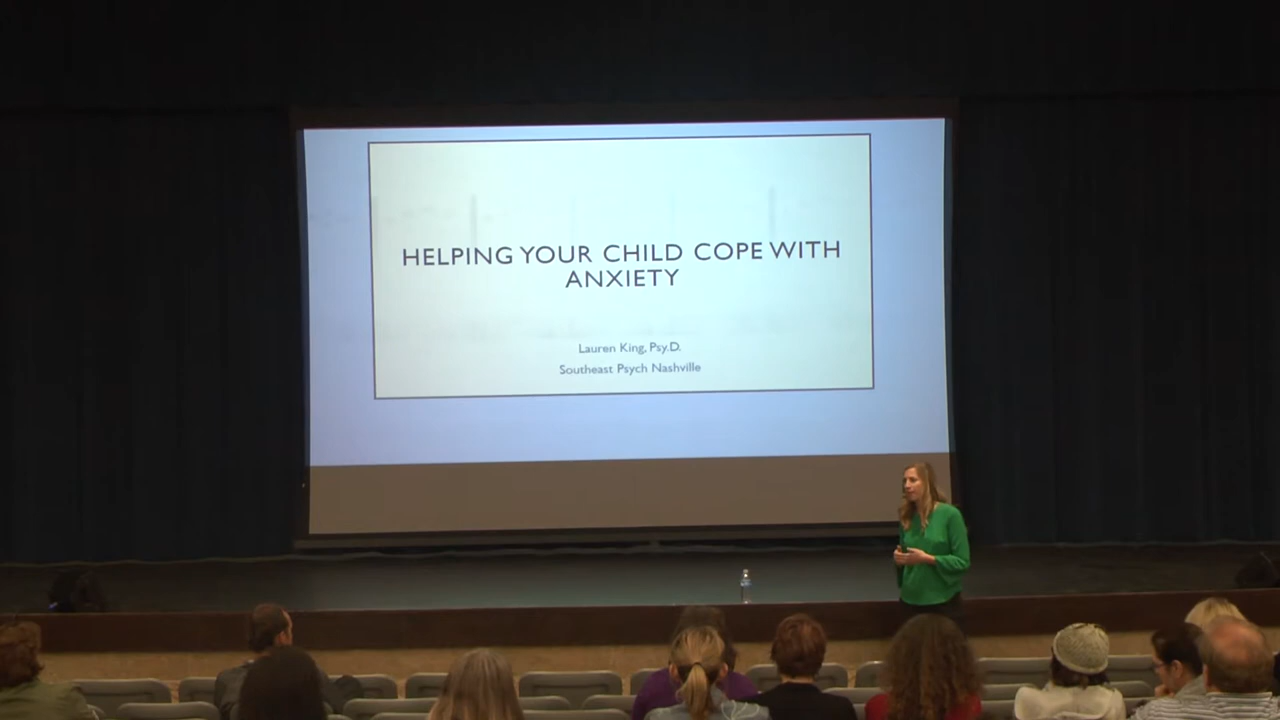 HELPING YOUR CHILD COPE WITH
ANXIETY
Lauren King, Psy.D.
Southeast Psych Nashville